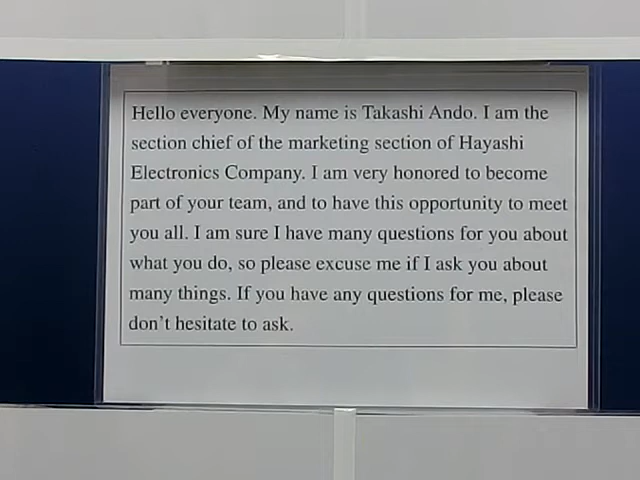 Hello everyone. My name is Takashi Ando. I am the
section chief of the marketing section of Hayashi
Electronics Company. I am very honored to become
part of your team, and to have this opportunity to meet
you all. I am sure I have many questions for you about
what you do, so please excuse me if I ask you about
many things. If you have any questions for me, please
don't hesitate to ask.